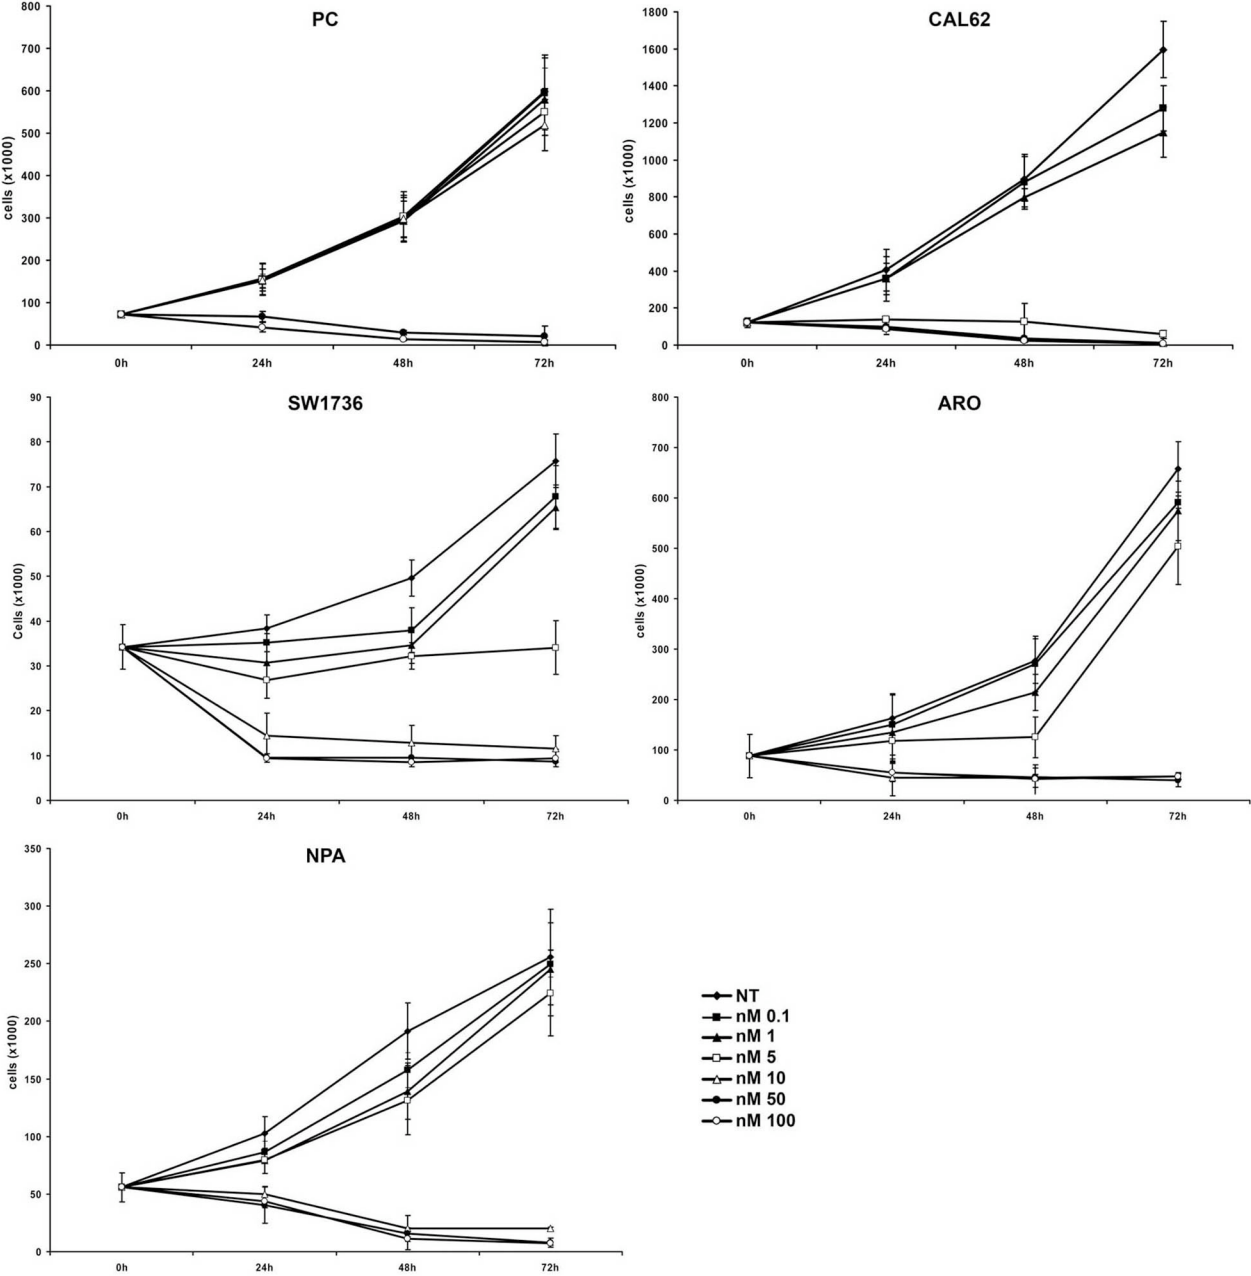 PC
800
700
600
500
400
300
200
100
0
cells (x1000)
0h 24h 48h 72h
CAL62
1800
1600
1400
1200
1000
800
600
400
200
0
cells (x1000)
0h 24h 48h 72h
SW1736
90
80
70
60
50
40
30
20
10
0
Cells (x1000)
0h 24h 48h 72h
ARO
800
700
600
500
400
300
200
100
0
cells (x1000)
0h 24h 48h 72h
NPA
350
300
250
200
150
100
50
0
cells (x1000)
0h 24h 48h 72h
NT
nM 0.1
nM 1
nM 5
nM 10
nM 50
nM 100